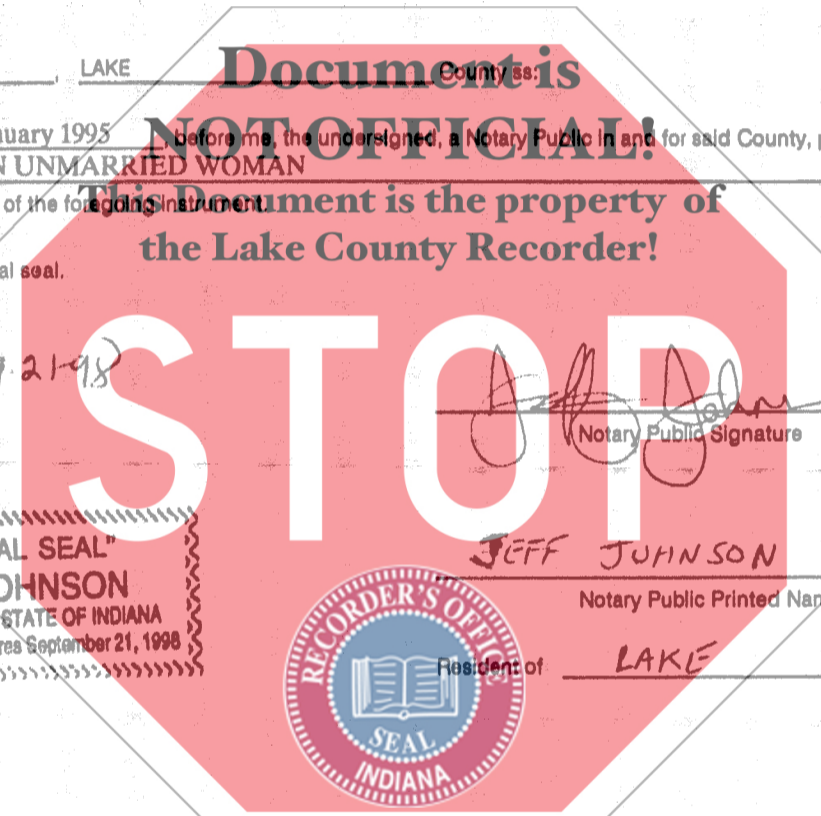 LAKE County ss:
Document is
nuary 1995 before me, the undersigned, a Notary Public in and for said County, p
NOT OFFICIAL!
N UNMARRIED WOMAN
of the foregoing instrument.
This Document is the property of
the Lake County Recorder!
al seal.
STOP
21-98
Notary Public Signature
AL SEAL"
OHNSON
STATE OF INDIANA
res September 21, 1998
JEFF JOHNSON
Notary Public Printed Nam
Resident of LAKE
RECORDER'S OFFICE
SEAL
INDIANA